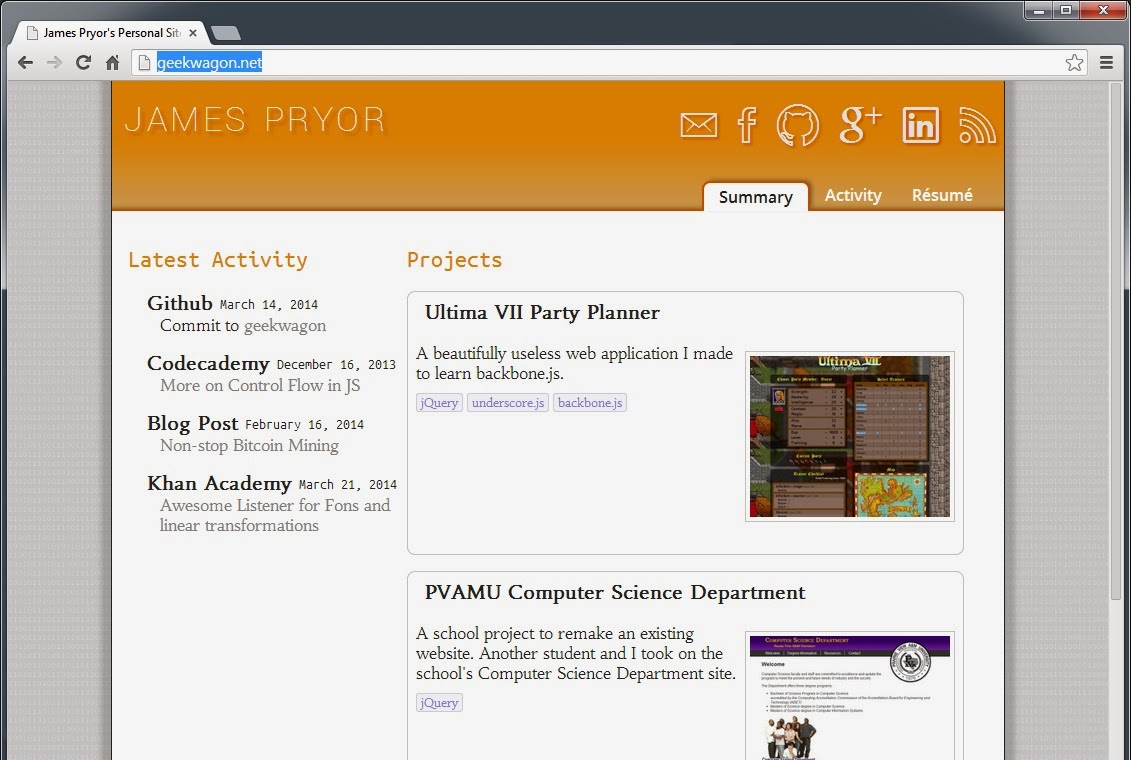 James Pryor's Personal Sit
geekwagon.net
JAMES PRYOR
f
g+
in
Summary
Activity
Résumé
Latest Activity
Github March 14, 2014
Commit to geekwagon
Codecademy December 16, 2013
More on Control Flow in JS
Blog Post February 16, 2014
Non-stop Bitcoin Mining
Khan Academy March 21, 2014
Awesome Listener for Fons and
linear transformations
Projects
Ultima VII Party Planner
A beautifully useless web application I made
to learn backbone.js.
jQuery underscore.js backbone.js
Ultima VII
Party Planner
PVAMU Computer Science Department
A school project to remake an existing
website. Another student and I took on the
school's Computer Science Department site.
jQuery
Computer Science Department
Welcome